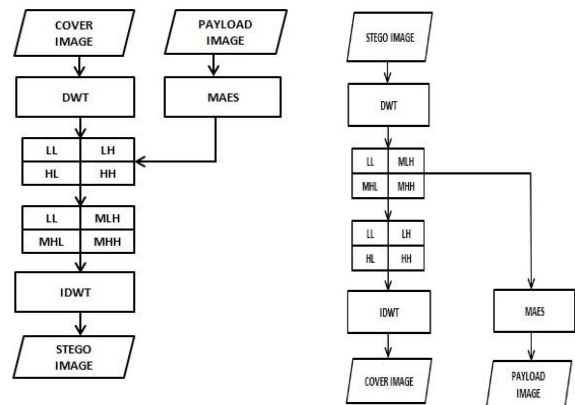 COVER
IMAGE
PAYLOAD
IMAGE
DWT
MAES
LL LH
HL HH
LL MLH
MHL MHH
IDWT
STEGO
IMAGE
STEGO IMAGE
DWT
LL MLH
MHL MHH
LL LH
HL HH
IDWT
MAES
COVER IMAGE
PAYLOAD
IMAGE